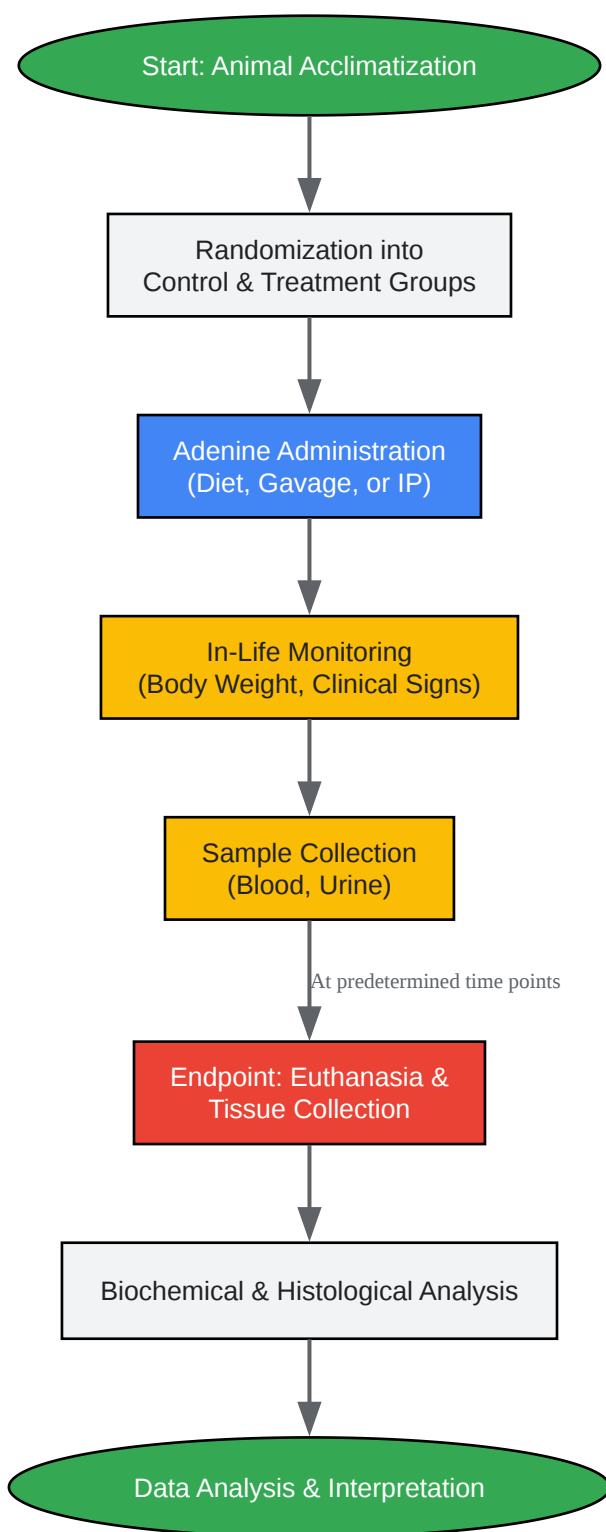 Start: Animal Acclimatization
Randomization into
Control & Treatment Groups
Adenine Administration
(Diet, Gavage, or IP)
In-Life Monitoring
(Body Weight, Clinical Signs)
Sample Collection
(Blood, Urine)
At predetermined time points
Endpoint: Euthanasia &
Tissue Collection
Biochemical & Histological Analysis
Data Analysis & Interpretation